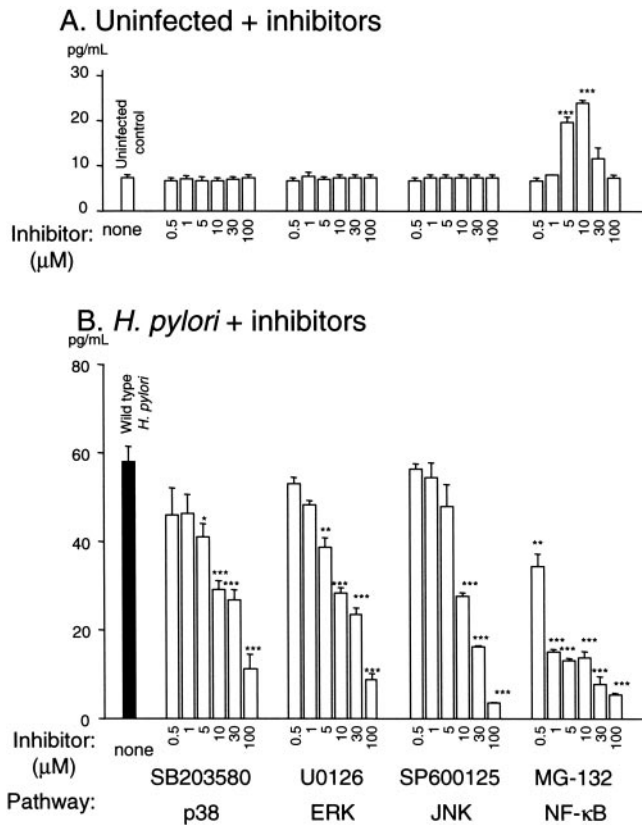 A. Uninfected + inhibitors
pg/mL
30
20
10
0
Uninfected
control
***
***
Inhibitor: none 0.5 1 5 10 30 100 0.5 1 5 10 30 100 0.5 1 5 10 30 100 0.5 1 5 10 30 100
(μM)
B. H. pylori + inhibitors
pg/mL
80
60
40
20
0
Wild type
H. pylori
* *** *** ***
** *** *** ***
*** *** ***
** *** *** *** *** ***
Inhibitor: none 0.5 1 5 10 30 100 0.5 1 5 10 30 100 0.5 1 5 10 30 100 0.5 1 5 10 30 100
(μM)
SB203580 U0126 SP600125 MG-132
Pathway: p38 ERK JNK NF-κB